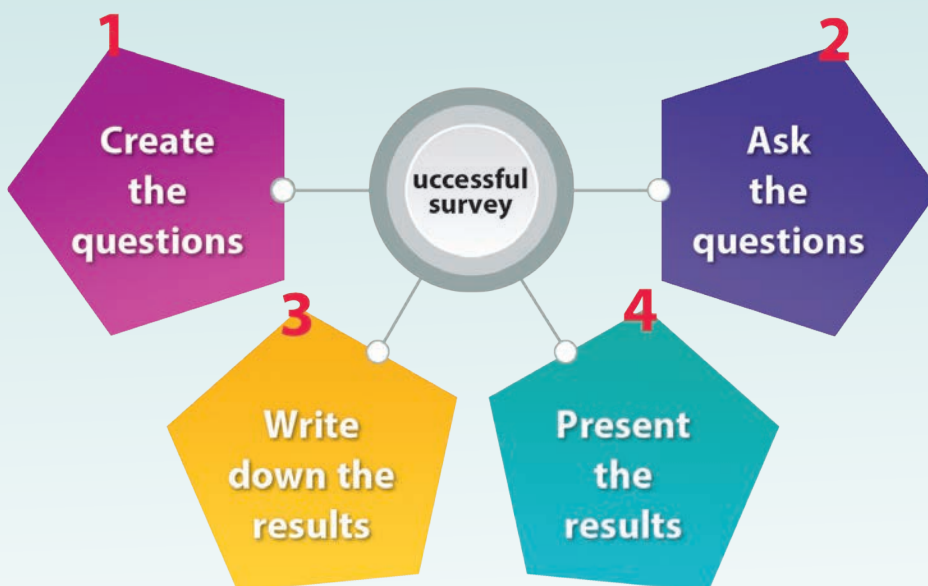 1
Create
the
questions
uccessful
survey
2
Ask
the
questions
3
Write
down the
results
4
Present
the
results